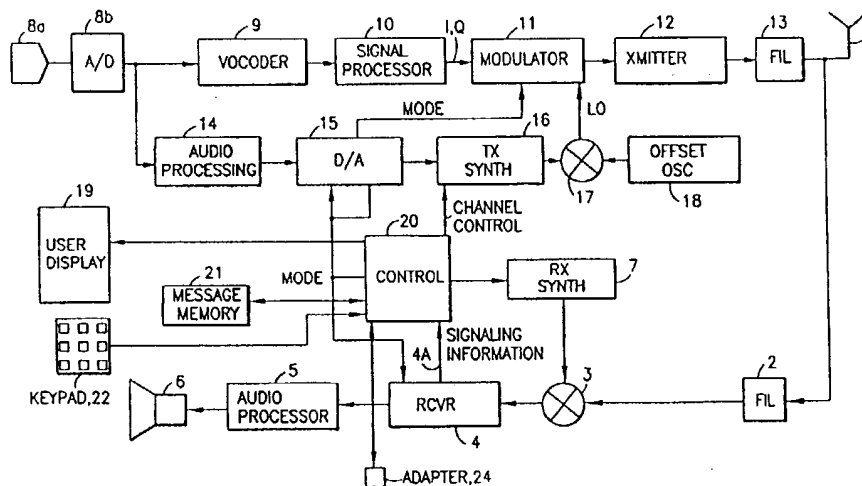 8a
8b
A/D
9
VOCODER
10
SIGNAL
PROCESSOR
I,Q
11
MODULATOR
12
XMITTER
13
FIL
MODE
LO
14
AUDIO
PROCESSING
15
D/A
16
TX
SYNTH
17
OFFSET
OSC
18
19
USER
DISPLAY
20
CONTROL
CHANNEL
CONTROL
MODE
21
MESSAGE
MEMORY
RX
SYNTH
7
SIGNALING
INFORMATION
4A
KEYPAD,22
6
5
AUDIO
PROCESSOR
RCVR
4
3
2
FIL
ADAPTER,24